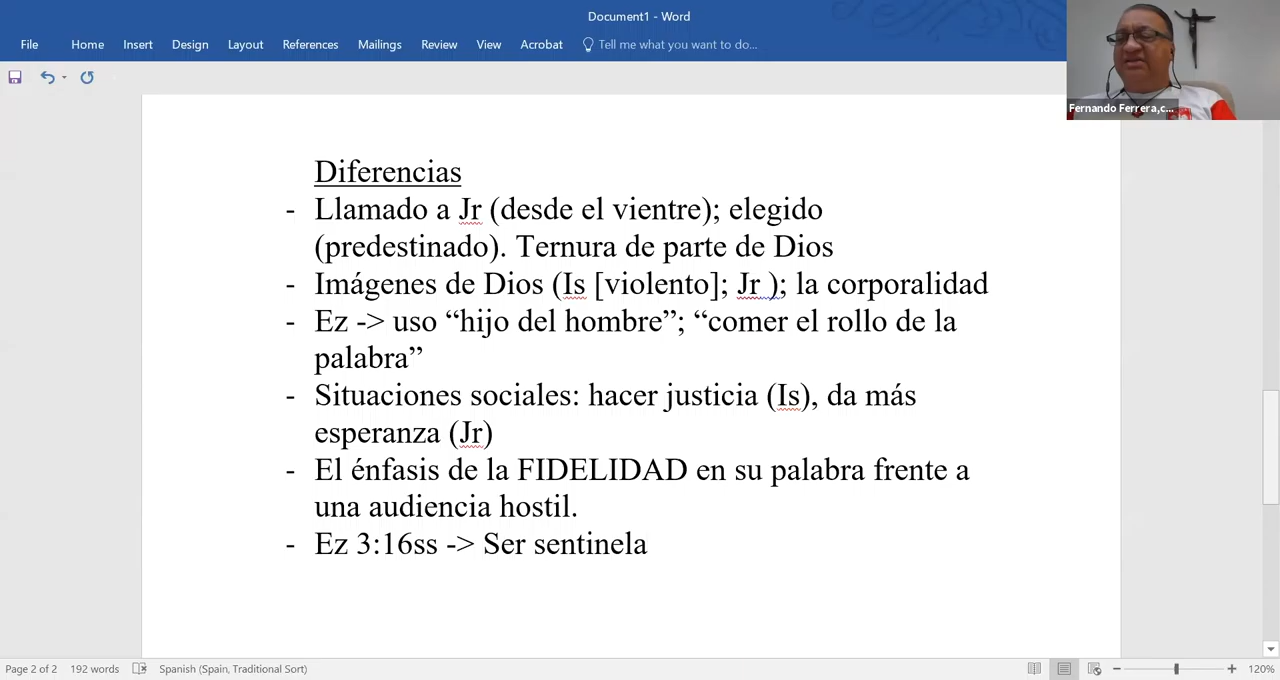 Document1 - Word
File Home Insert Design Layout References Mailings Review View Acrobat Tell me what you want to do...
Fernando Ferrera,c...
Diferencias
- Llamado a Jr (desde el vientre); elegido
(predestinado). Ternura de parte de Dios
- Imágenes de Dios (Is [violento]; Jr ); la corporalidad
- Ez -> uso “hijo del hombre”; “comer el rollo de la
palabra”
- Situaciones sociales: hacer justicia (Is), da más
esperanza (Jr)
- El énfasis de la FIDELIDAD en su palabra frente a
una audiencia hostil.
- Ez 3:16ss -> Ser sentinela
Page 2 of 2 192 words Spanish (Spain, Traditional Sort) 120%